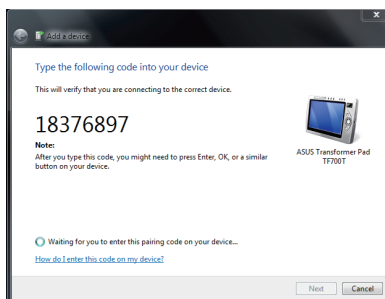 Add a device
Type the following code into your device
This will verify that you are connecting to the correct device.
18376897
Note:
After you type this code, you might need to press Enter, OK, or a similar
button on your device.
ASUS Transformer Pad
TF700T
Waiting for you to enter this pairing code on your device...
How do I enter this code on my device?
Next
Cancel